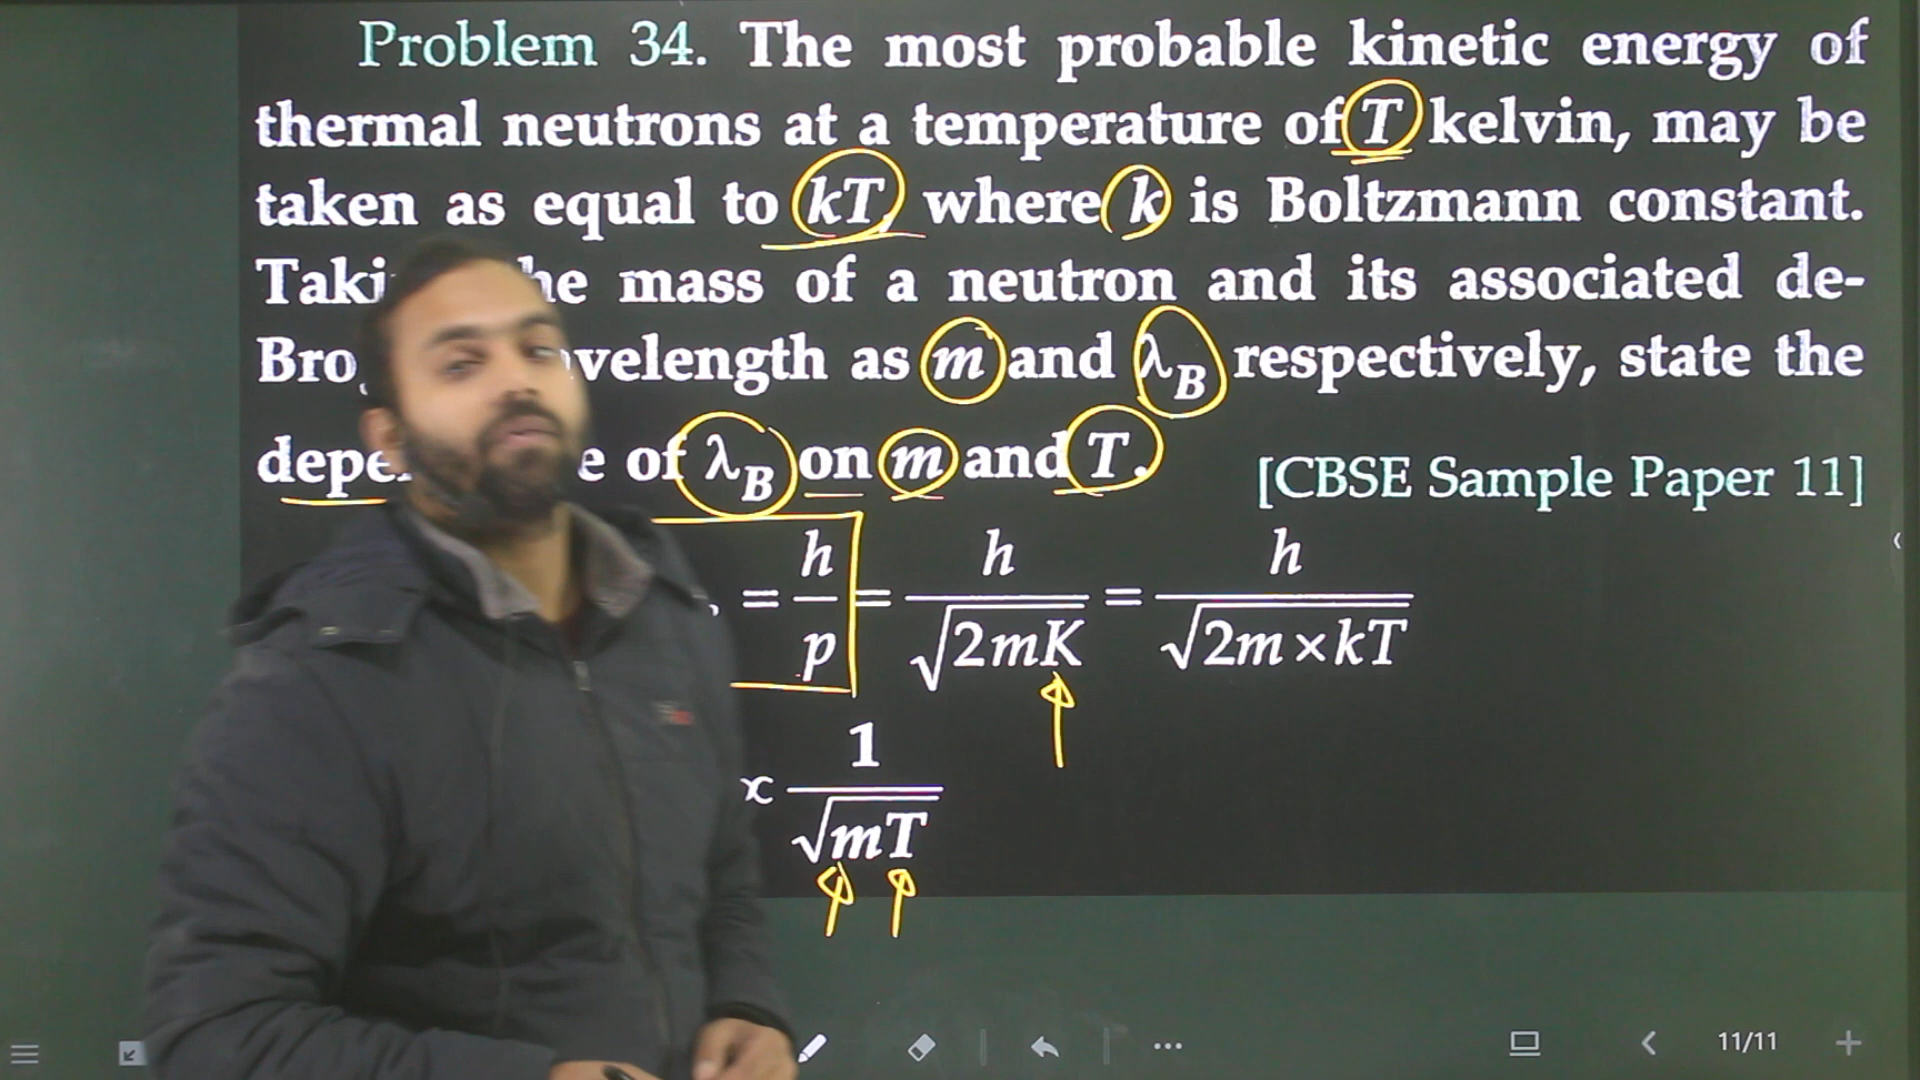 Problem 34. The most probable kinetic energy of
thermal neutrons at a temperature of T kelvin, may be
taken as equal to kT, where k is Boltzmann constant.
Taki he mass of a neutron and its associated de-
Bro velength as m and λ_B respectively, state the
depe e of λ_B on m and T. [CBSE Sample Paper 11]
= h/p = h/√2mK = h/√2m×kT
∝ 1/√mT
11/11